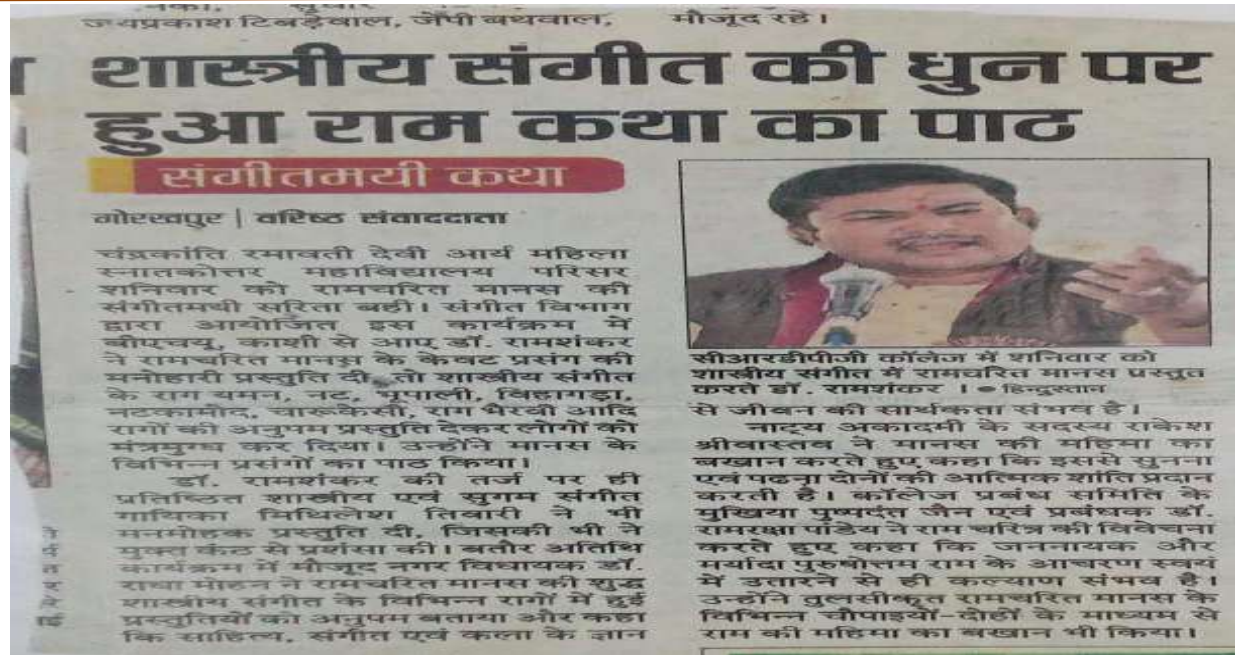 जयप्रकाश टिबड़ेवाल, जेपी बथवाल,
मौजूद रहे।
शास्त्रीय संगीत की धुन पर
हुआ राम कथा का पाठ
संगीतमयी कथा
गोरखपुर | वरिष्ठ संवाददाता
चंद्रकांति रमावती देवी आर्य महिला
स्नातकोत्तर महाविद्यालय परिसर
शनिवार को रामचरित मानस की
संगीतमयी सरिता बही। संगीत विभाग
द्वारा आयोजित इस कार्यक्रम में
बीएचयू, काशी से आए डॉ. रामशंकर
ने रामचरित मानस के केवट प्रसंग की
मनोहारी प्रस्तुति दी, तो शास्त्रीय संगीत
के राग यमन, नट, भूपाली, विहागड़ा,
नटकामोद, चारूकेसी, राग भैरवी आदि
रागों की अनुपम प्रस्तुति देकर लोगों को
मंत्रमुग्ध कर दिया। उन्होंने मानस के
विभिन्न प्रसंगों का पाठ किया।
डॉ. रामशंकर की तर्ज पर ही
प्रतिष्ठित शास्त्रीय एवं सुगम संगीत
गायिका मिथिलेश तिवारी ने भी
मनमोहक प्रस्तुति दी, जिसकी भी ने
मुक्त कंठ से प्रशंसा की। बतौर अतिथि
कार्यक्रम में मौजूद नगर विधायक डॉ.
राधा मोहन ने रामचरित मानस की शुद्ध
शास्त्रीय संगीत के विभिन्न रागों में हुई
प्रस्तुतियों को अनुपम बताया और कहा
कि साहित्य, संगीत एवं कला के ज्ञान
सीआरडीपीजी कॉलेज में शनिवार को
शास्त्रीय संगीत में रामचरित मानस प्रस्तुत
करते डॉ. रामशंकर । ● हिन्दुस्तान
से जीवन की सार्थकता संभव है।
नाट्य अकादमी के सदस्य राकेश
श्रीवास्तव ने मानस की महिमा का
बखान करते हुए कहा कि इससे सुनना
एवं पढना दोनों की आत्मिक शांति प्रदान
करती है। कॉलेज प्रबंध समिति के
मुखिया पुष्पदंत जैन एवं प्रबंधक डॉ.
रामरक्षा पांडेय ने राम चरित्र की विवेचना
करते हुए कहा कि जननायक और
मर्यादा पुरुषोत्तम राम के आचरण स्वयं
में उतारने से ही कल्याण संभव है।
उन्होंने तुलसीकृत रामचरित मानस के
विभिन्न चौपाइयों-दोहों के माध्यम से
राम की महिमा का बखान भी किया।